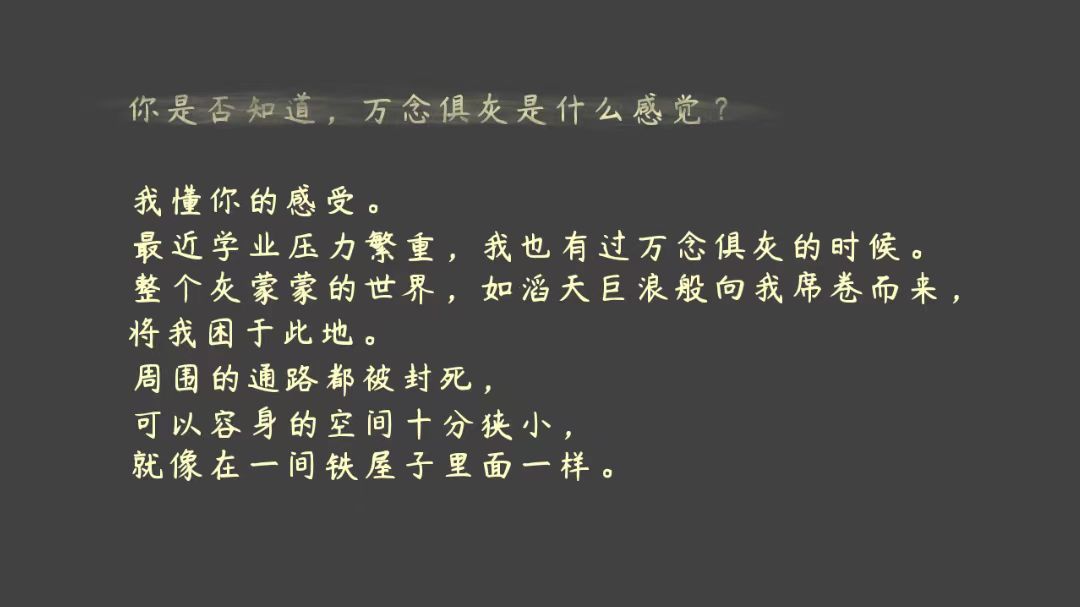 你是否知道，万念俱灰是什么感觉？
我懂你的感受。
最近学业压力繁重，我也有过万念俱灰的时候。
整个灰蒙蒙的世界，如滔天巨浪般向我席卷而来，
将我困于此地。
周围的通路都被封死，
可以容身的空间十分狭小，
就像在一间铁屋子里面一样。